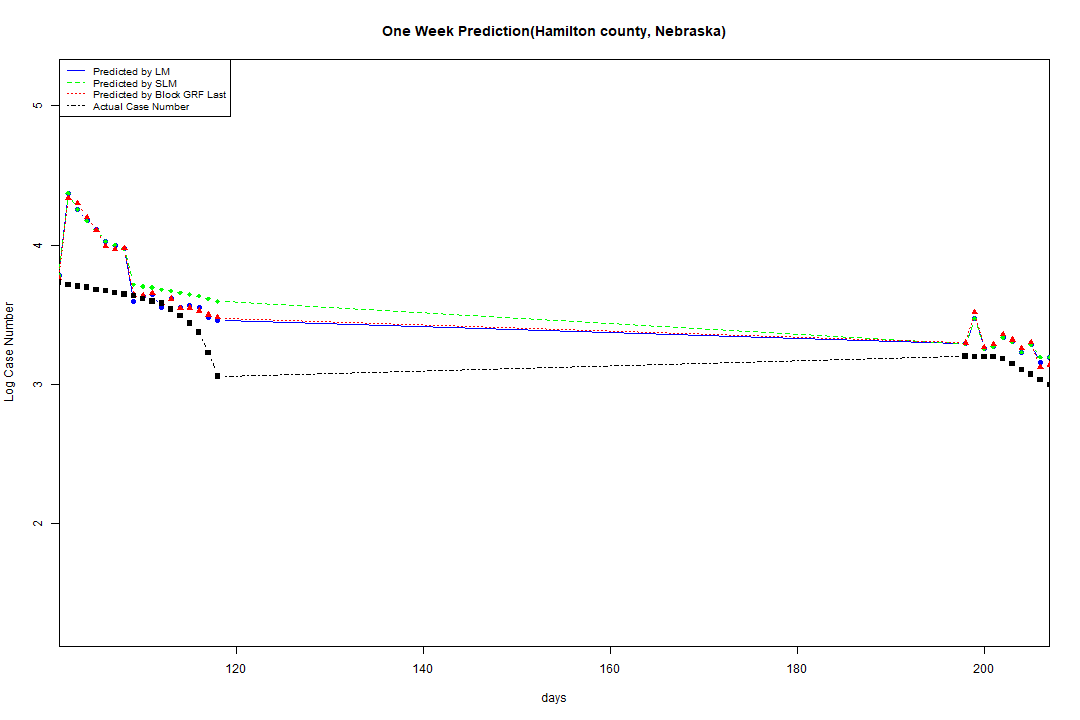 One Week Prediction(Hamilton county, Nebraska)
Predicted by LM
Predicted by SLM
Predicted by Block GRF Last
Actual Case Number
5
4
3
2
Log Case Number
120 140 160 180 200
days